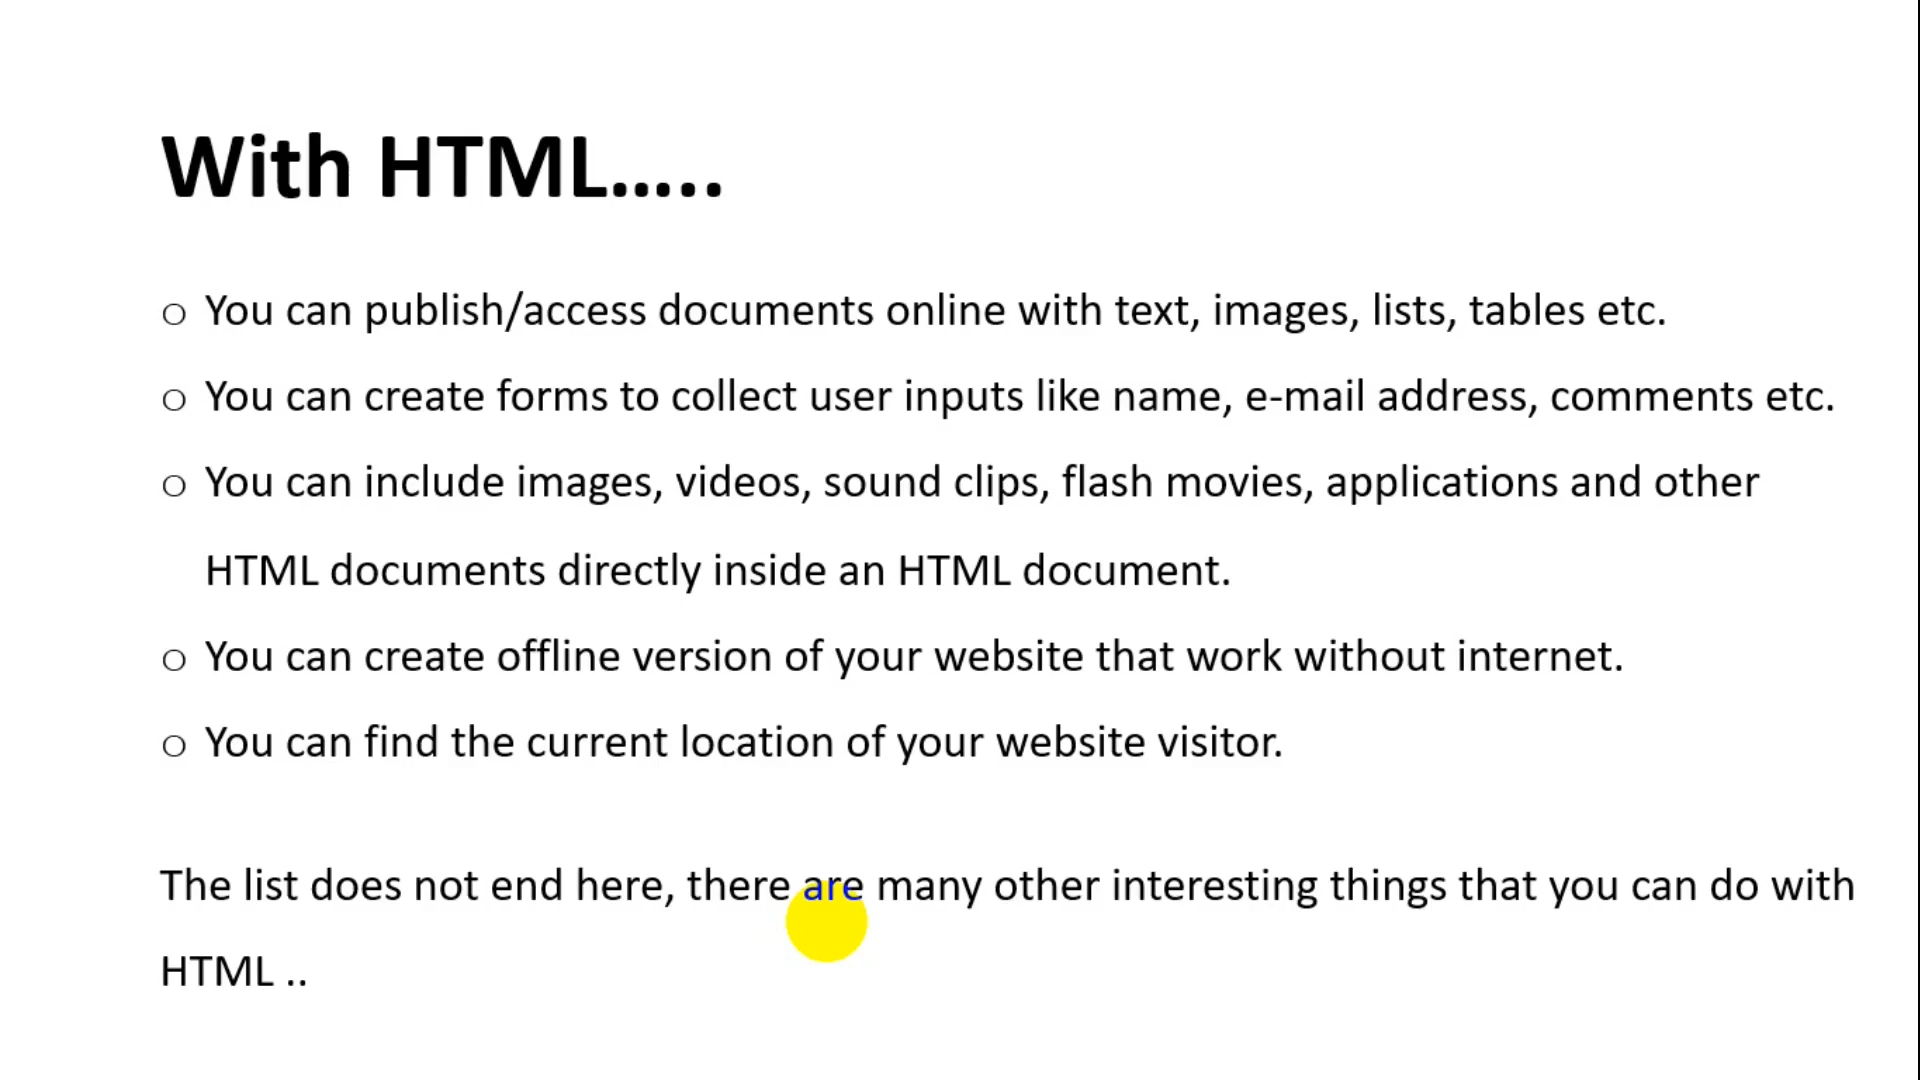 With HTML.....
o You can publish/access documents online with text, images, lists, tables etc.
o You can create forms to collect user inputs like name, e-mail address, comments etc.
o You can include images, videos, sound clips, flash movies, applications and other
HTML documents directly inside an HTML document.
o You can create offline version of your website that work without internet.
o You can find the current location of your website visitor.
The list does not end here, there are many other interesting things that you can do with
HTML ..